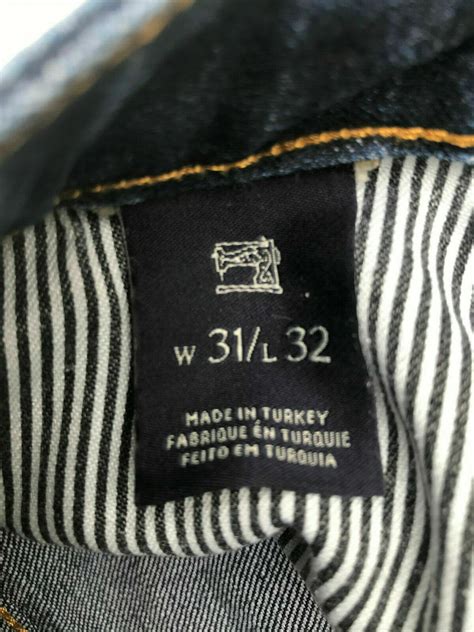 W 31/L 32
MADE IN TURKEY
FABRIQUE ÉN TURQUIE
FEITO EM TURQUIA